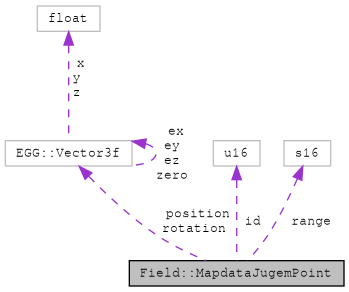 float
x
y
z
EGG::Vector3f
ex
ey
ez
zero
u16
s16
position
rotation
id
range
Field::MapdataJugemPoint